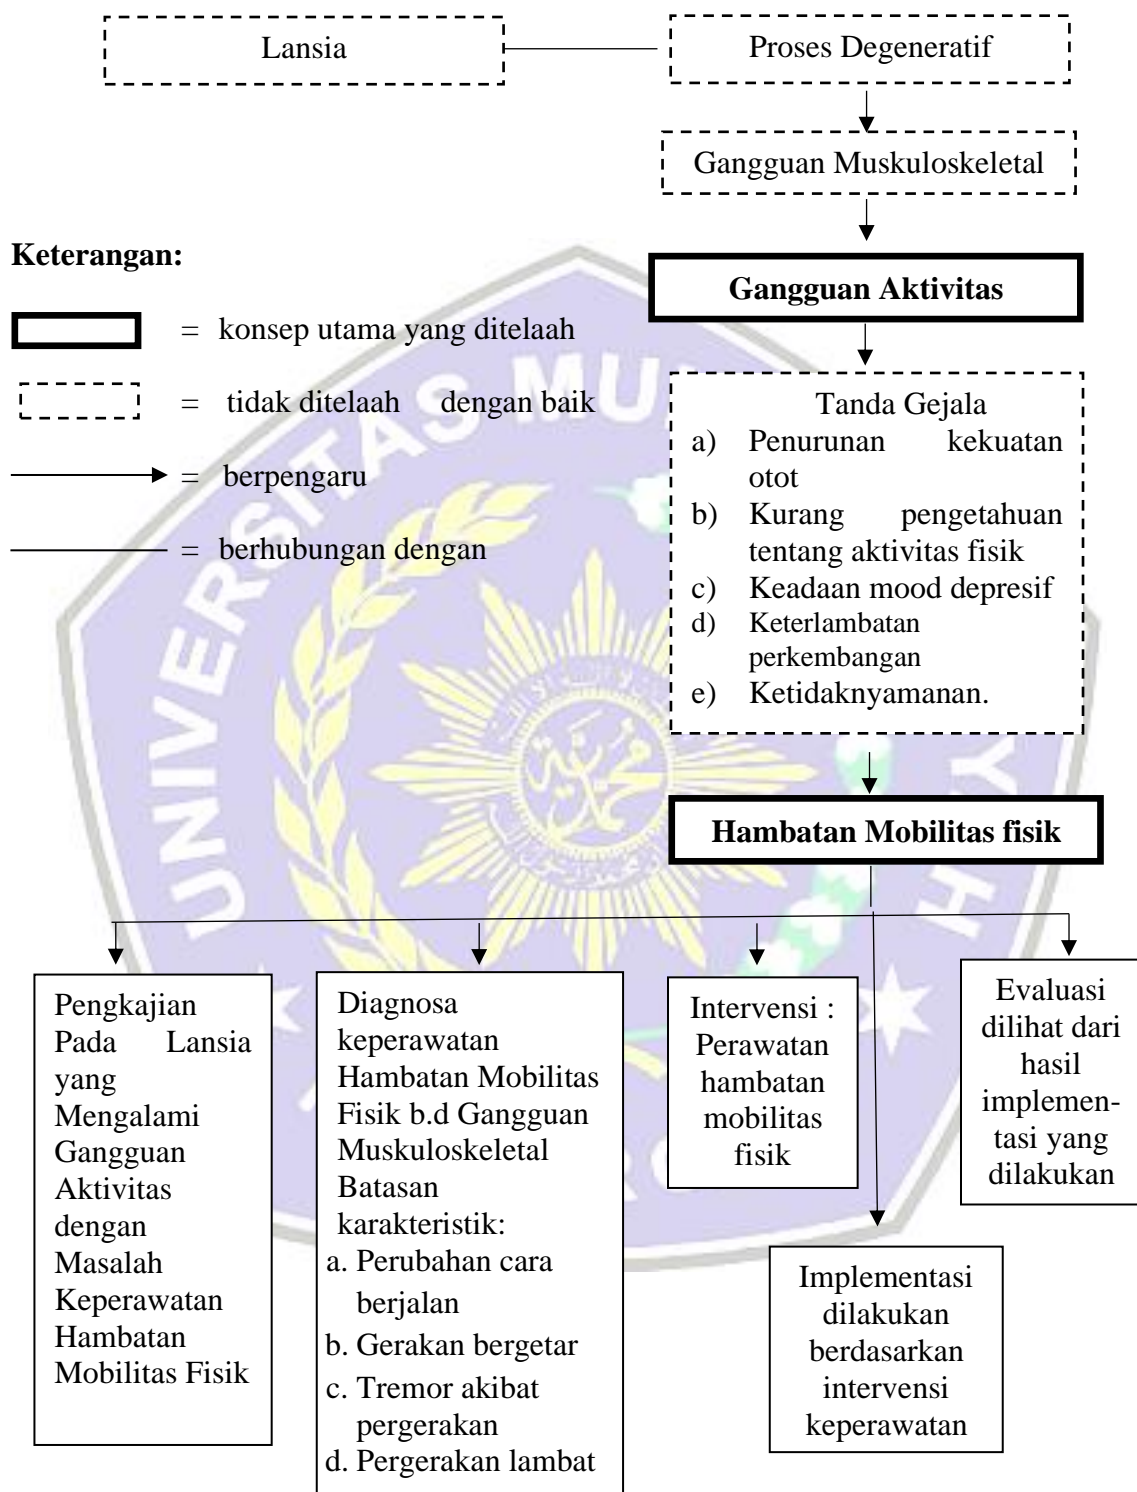 Lansia
Proses Degeneratif
Gangguan Muskuloskeletal
Keterangan:
Gangguan Aktivitas
= konsep utama yang ditelaah
= tidak ditelaah dengan baik
= berpengaru
= berhubungan dengan
Tanda Gejala
a) Penurunan kekuatan
otot
b) Kurang pengetahuan
tentang aktivitas fisik
c) Keadaan mood depresif
d) Keterlambatan
perkembangan
e) Ketidaknyamanan.
Hambatan Mobilitas fisik
Pengkajian
Pada Lansia
yang
Mengalami
Gangguan
Aktivitas
dengan
Masalah
Keperawatan
Hambatan
Mobilitas Fisik
Diagnosa
keperawatan
Hambatan Mobilitas
Fisik b.d Gangguan
Muskuloskeletal
Batasan
karakteristik:
a. Perubahan cara
berjalan
b. Gerakan bergetar
c. Tremor akibat
pergerakan
d. Pergerakan lambat
Intervensi :
Perawatan
hambatan
mobilitas
fisik
Implementasi
dilakukan
berdasarkan
intervensi
keperawatan
Evaluasi
dilihat dari
hasil
implemen-
tasi yang
dilakukan
UNIVERSITAS MU
YAH